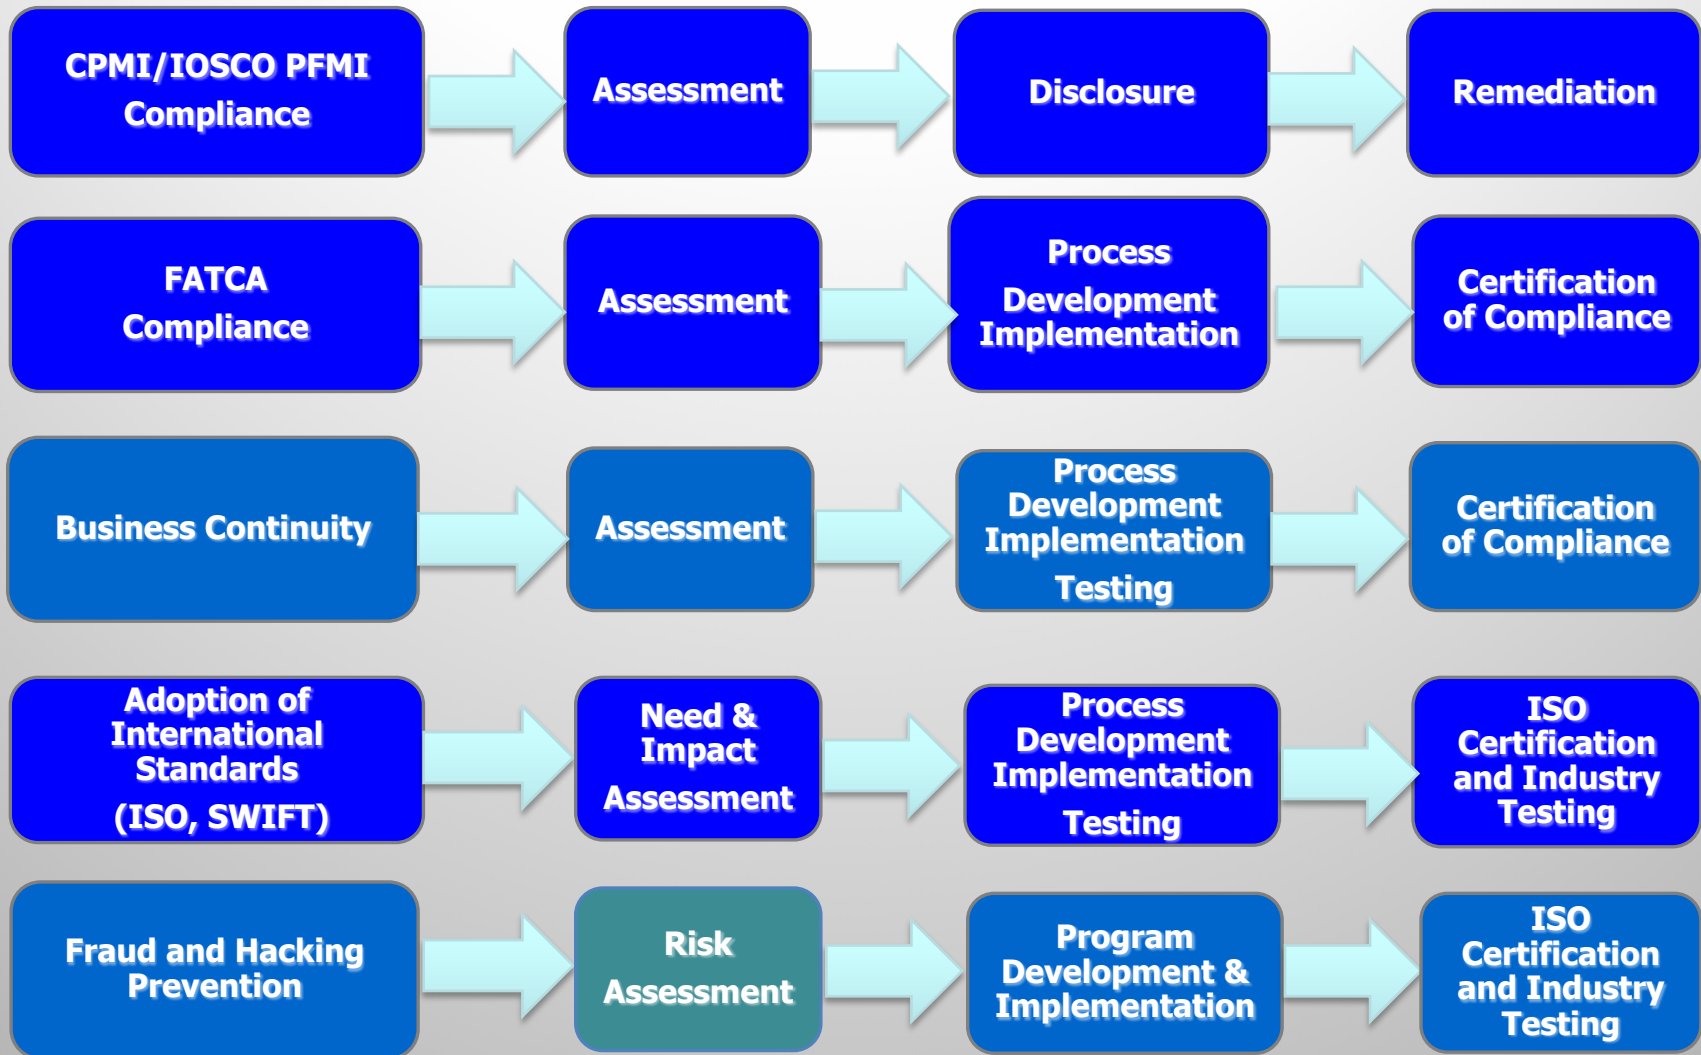 CPMI/IOSCO PFMI
Compliance
Assessment
Disclosure
Remediation
FATCA
Compliance
Assessment
Process
Development
Implementation
Certification
of Compliance
Business Continuity
Assessment
Process
Development
Implementation
Testing
Certification
of Compliance
Adoption of
International
Standards
(ISO, SWIFT)
Need &
Impact
Assessment
Process
Development
Implementation
Testing
ISO
Certification
and Industry
Testing
Fraud and Hacking
Prevention
Risk
Assessment
Program
Development &
Implementation
ISO
Certification
and Industry
Testing